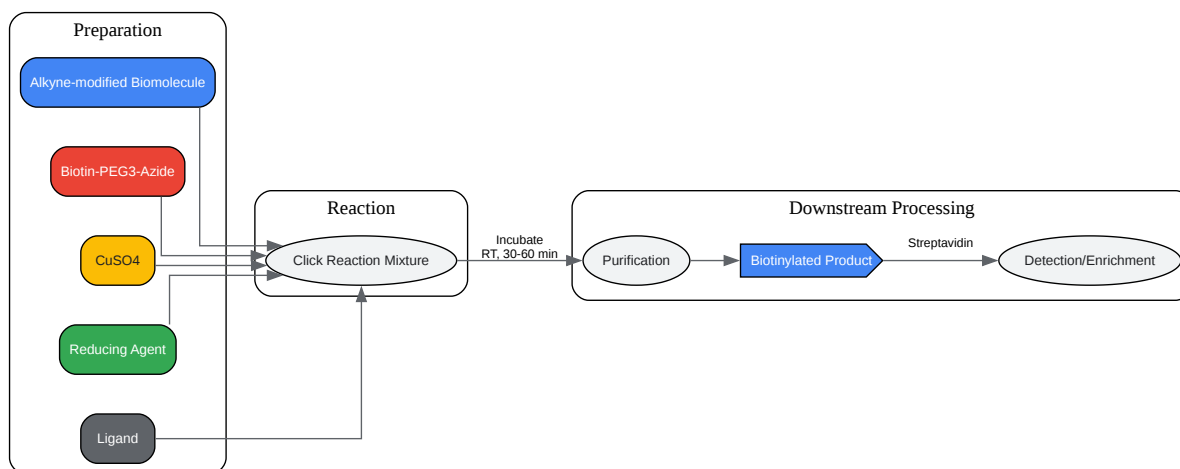 Preparation
Alkyne-modified Biomolecule
Biotin-PEG3-Azide
CuSO4
Reducing Agent
Ligand
Reaction
Click Reaction Mixture
Incubate
RT, 30-60 min
Downstream Processing
Purification
Biotinylated Product
Streptavidin
Detection/Enrichment